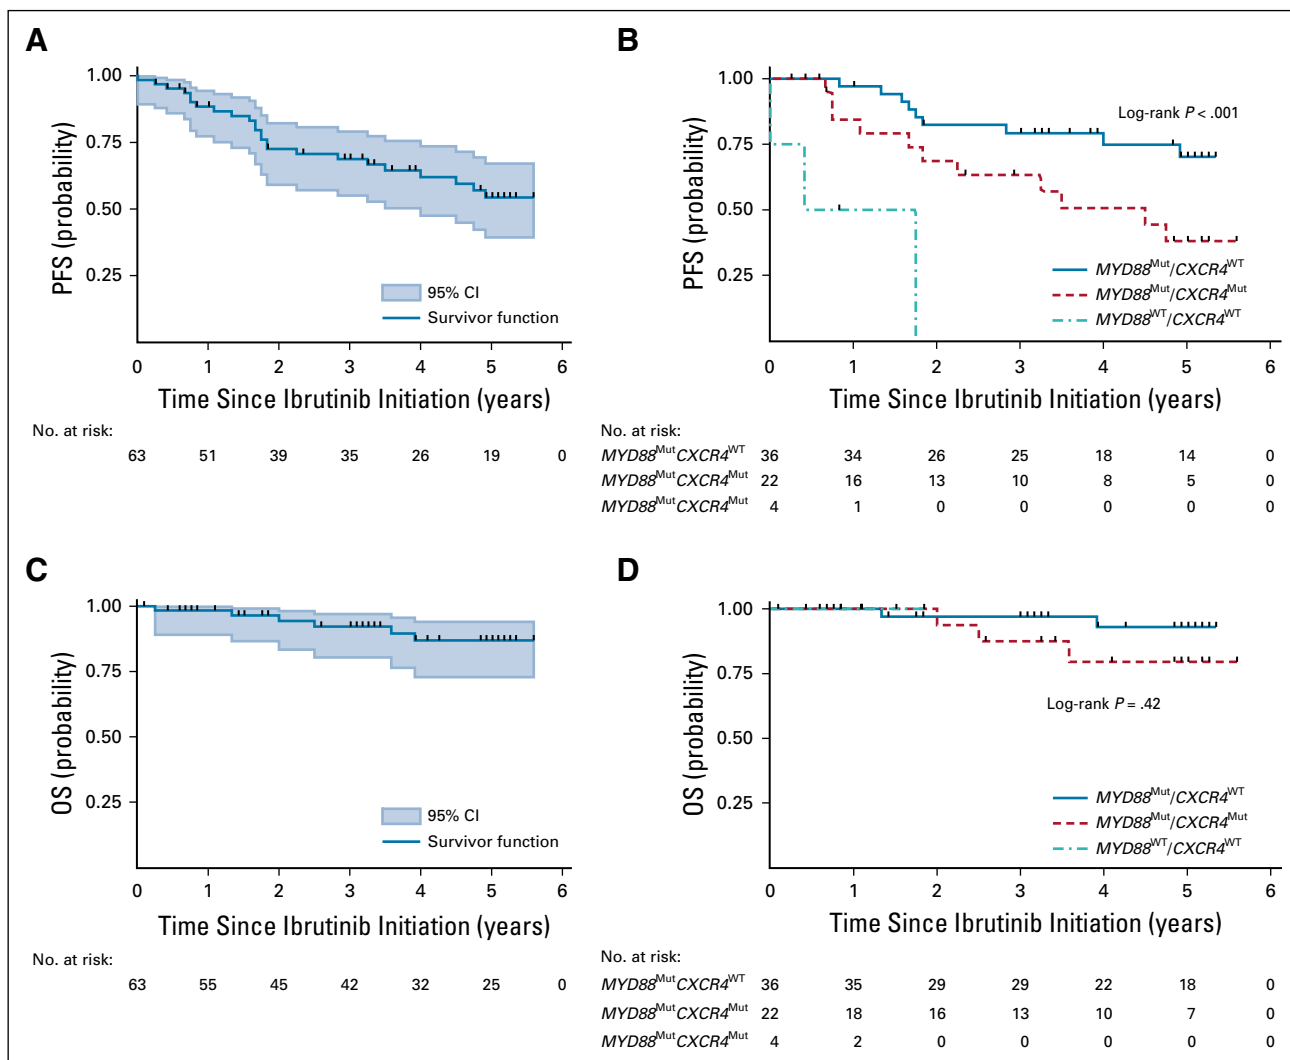 A
1.00
0.75
0.50
0.25
PFS (probability)
95% CI
Survivor function
0 1 2 3 4 5 6
Time Since Ibrutinib Initiation (years)
No. at risk:
63 51 39 35 26 19 0
B
1.00
0.75
0.50
0.25
PFS (probability)
Log-rank P < .001
MYD88Mut/CXCR4WT
MYD88Mut/CXCR4Mut
MYD88WT/CXCR4WT
0 1 2 3 4 5 6
Time Since Ibrutinib Initiation (years)
No. at risk:
MYD88MutCXCR4WT 36 34 26 25 18 14 0
MYD88MutCXCR4Mut 22 16 13 10 8 5 0
MYD88MutCXCR4Mut 4 1 0 0 0 0 0
C
1.00
0.75
0.50
0.25
OS (probability)
95% CI
Survivor function
0 1 2 3 4 5 6
Time Since Ibrutinib Initiation (years)
No. at risk:
63 55 45 42 32 25 0
D
1.00
0.75
0.50
0.25
OS (probability)
Log-rank P = .42
MYD88Mut/CXCR4WT
MYD88Mut/CXCR4Mut
MYD88WT/CXCR4WT
0 1 2 3 4 5 6
Time Since Ibrutinib Initiation (years)
No. at risk:
MYD88MutCXCR4WT 36 35 29 29 22 18 0
MYD88MutCXCR4Mut 22 18 16 13 10 7 0
MYD88MutCXCR4Mut 4 2 0 0 0 0 0